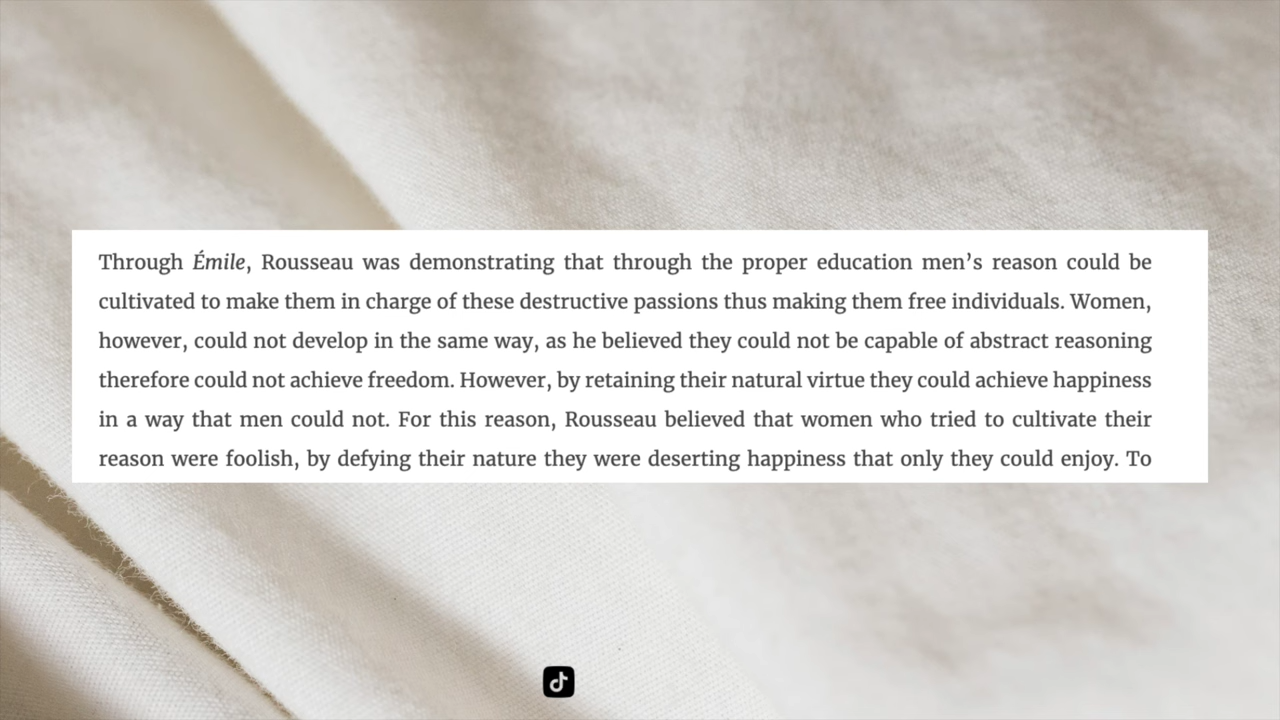 Through Émile, Rousseau was demonstrating that through the proper education men’s reason could be
cultivated to make them in charge of these destructive passions thus making them free individuals. Women,
however, could not develop in the same way, as he believed they could not be capable of abstract reasoning
therefore could not achieve freedom. However, by retaining their natural virtue they could achieve happiness
in a way that men could not. For this reason, Rousseau believed that women who tried to cultivate their
reason were foolish, by defying their nature they were deserting happiness that only they could enjoy. To